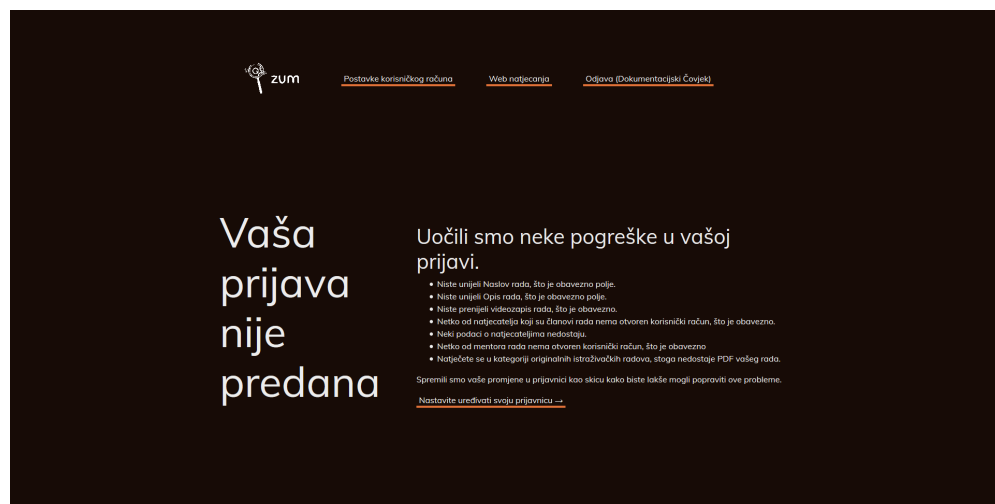 zum
Postavke korisničkog računa
Web natjecanja
Odjava (Dokumentacijski Čovjek)
Vaša
prijava
nije
predana
Uočili smo neke pogreške u vašoj
prijavi.
Niste unijeli Naslov rada, što je obavezno polje.
Niste unijeli Opis rada, što je obavezno polje.
Niste prenijeli videozapis rada, što je obavezno.
Netko od natjecatelja koji su članovi rada nema otvoren korisnički račun, što je obavezno.
Neki podaci o natjecateljima nedostaju.
Netko od mentora rada nema otvoren korisnički račun, što je obavezno
Natječete se u kategoriji originalnih istraživačkih radova, stoga nedostaje PDF vašeg rada.
Spremili smo vaše promjene u prijavnici kao skicu kako biste lakše mogli popraviti ove probleme.
Nastavite uređivati svoju prijavnicu →